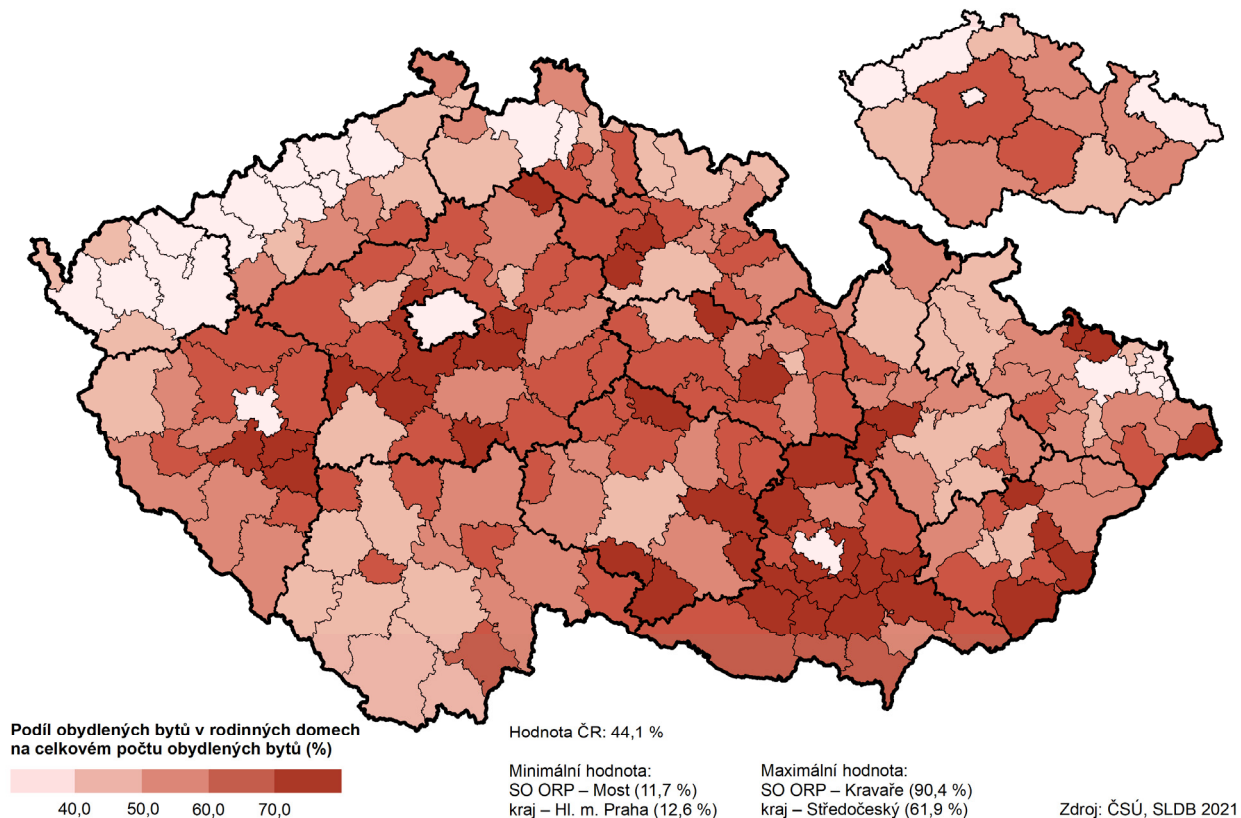 Podíl obydlených bytů v rodinných domech
na celkovém počtu obydlených bytů (%)
40,0 50,0 60,0 70,0
Hodnota ČR: 44,1 %
Minimální hodnota:
SO ORP – Most (11,7 %)
kraj – Hl. m. Praha (12,6 %)
Maximální hodnota:
SO ORP – Kravaře (90,4 %)
kraj – Středočeský (61,9 %)
Zdroj: ČSÚ, SLDB 2021